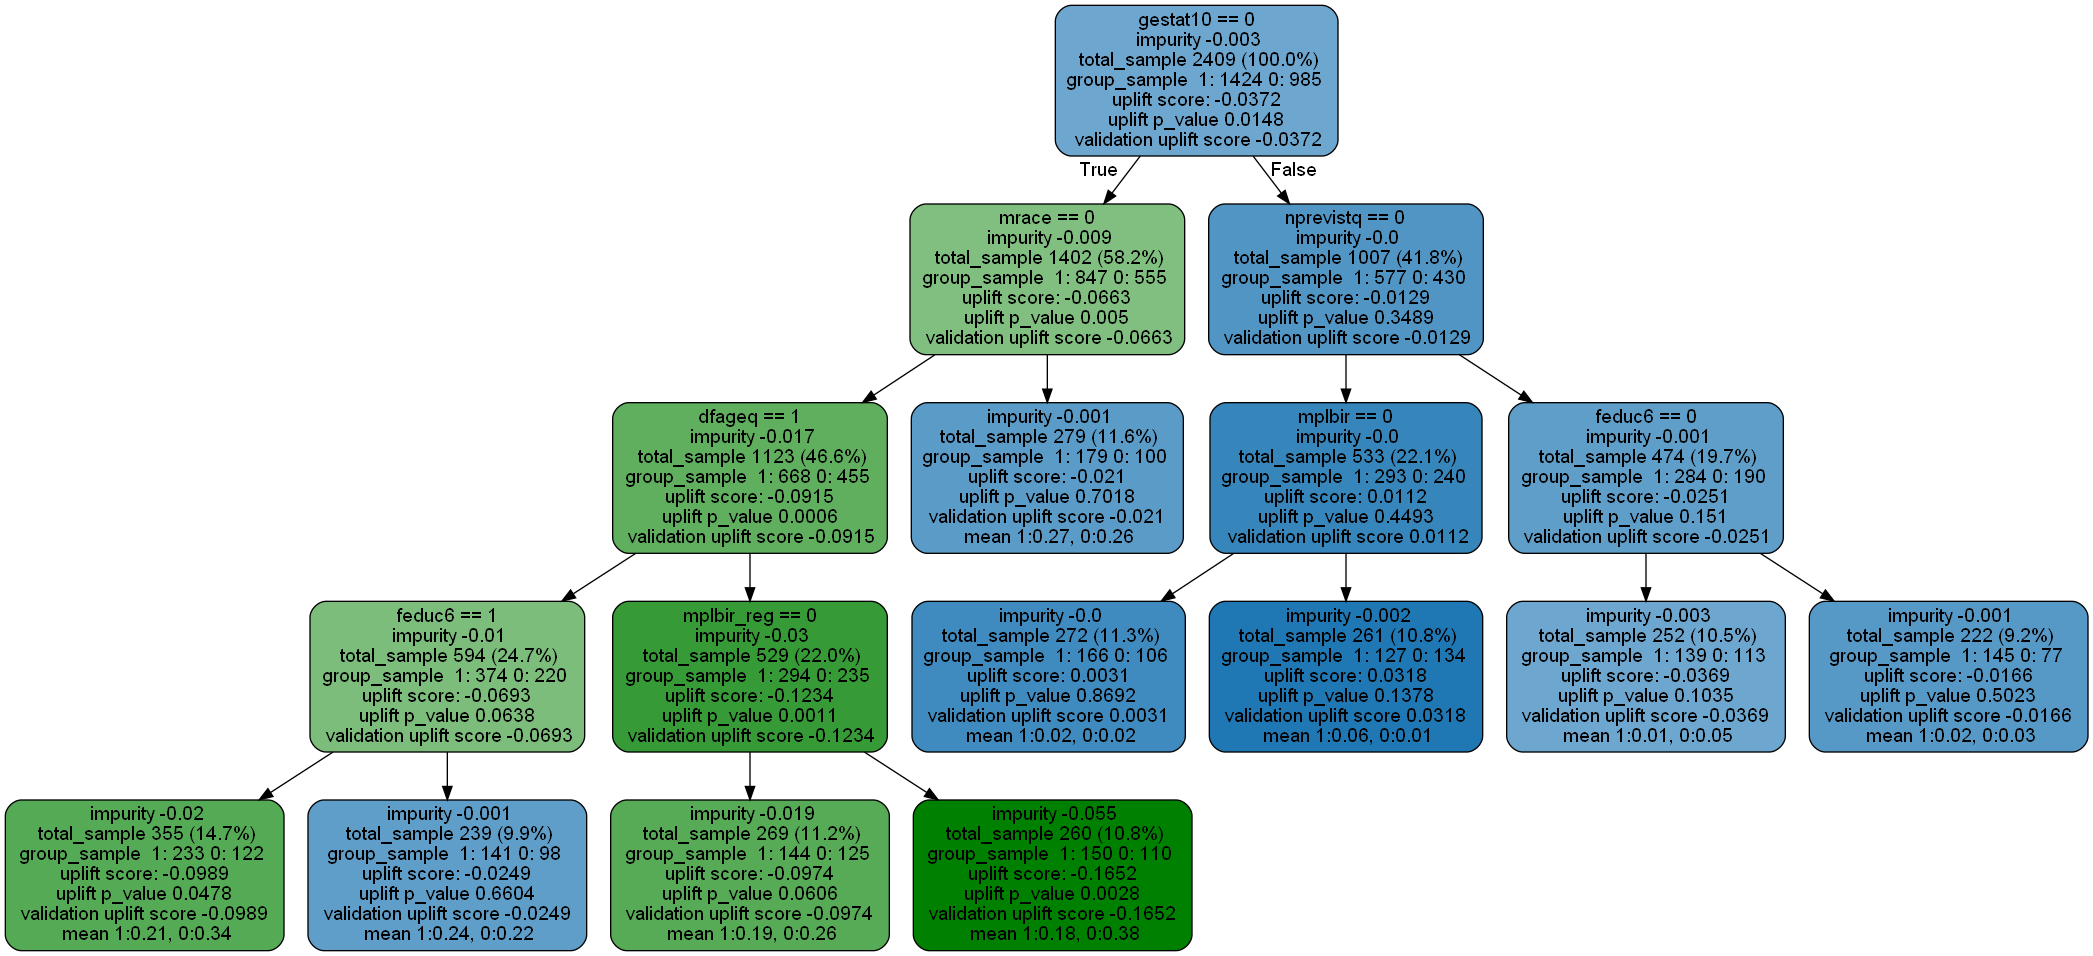 gestat10 == 0
impurity -0.003
total_sample 2409 (100.0%)
group_sample  1: 1424 0: 985
uplift score: -0.0372
uplift p_value 0.0148
validation uplift score -0.0372
True
False
mrace == 0
impurity -0.009
total_sample 1402 (58.2%)
group_sample  1: 847 0: 555
uplift score: -0.0663
uplift p_value 0.005
validation uplift score -0.0663
nprevistq == 0
impurity -0.0
total_sample 1007 (41.8%)
group_sample  1: 577 0: 430
uplift score: -0.0129
uplift p_value 0.3489
validation uplift score -0.0129
dfageq == 1
impurity -0.017
total_sample 1123 (46.6%)
group_sample  1: 668 0: 455
uplift score: -0.0915
uplift p_value 0.0006
validation uplift score -0.0915
impurity -0.001
total_sample 279 (11.6%)
group_sample  1: 179 0: 100
uplift score: -0.021
uplift p_value 0.7018
validation uplift score -0.021
mean 1:0.27, 0:0.26
mplbir == 0
impurity -0.0
total_sample 533 (22.1%)
group_sample  1: 293 0: 240
uplift score: 0.0112
uplift p_value 0.4493
validation uplift score 0.0112
feduc6 == 0
impurity -0.001
total_sample 474 (19.7%)
group_sample  1: 284 0: 190
uplift score: -0.0251
uplift p_value 0.151
validation uplift score -0.0251
feduc6 == 1
impurity -0.01
total_sample 594 (24.7%)
group_sample  1: 374 0: 220
uplift score: -0.0693
uplift p_value 0.0638
validation uplift score -0.0693
mplbir_reg == 0
impurity -0.03
total_sample 529 (22.0%)
group_sample  1: 294 0: 235
uplift score: -0.1234
uplift p_value 0.0011
validation uplift score -0.1234
impurity -0.0
total_sample 272 (11.3%)
group_sample  1: 166 0: 106
uplift score: 0.0031
uplift p_value 0.8692
validation uplift score 0.0031
mean 1:0.02, 0:0.02
impurity -0.002
total_sample 261 (10.8%)
group_sample  1: 127 0: 134
uplift score: 0.0318
uplift p_value 0.1378
validation uplift score 0.0318
mean 1:0.06, 0:0.01
impurity -0.003
total_sample 252 (10.5%)
group_sample  1: 139 0: 113
uplift score: -0.0369
uplift p_value 0.1035
validation uplift score -0.0369
mean 1:0.01, 0:0.05
impurity -0.001
total_sample 222 (9.2%)
group_sample  1: 145 0: 77
uplift score: -0.0166
uplift p_value 0.5023
validation uplift score -0.0166
mean 1:0.02, 0:0.03
impurity -0.02
total_sample 355 (14.7%)
group_sample  1: 233 0: 122
uplift score: -0.0989
uplift p_value 0.0478
validation uplift score -0.0989
mean 1:0.21, 0:0.34
impurity -0.001
total_sample 239 (9.9%)
group_sample  1: 141 0: 98
uplift score: -0.0249
uplift p_value 0.6604
validation uplift score -0.0249
mean 1:0.24, 0:0.22
impurity -0.019
total_sample 269 (11.2%)
group_sample  1: 144 0: 125
uplift score: -0.0974
uplift p_value 0.0606
validation uplift score -0.0974
mean 1:0.19, 0:0.26
impurity -0.055
total_sample 260 (10.8%)
group_sample  1: 150 0: 110
uplift score: -0.1652
uplift p_value 0.0028
validation uplift score -0.1652
mean 1:0.18, 0:0.38